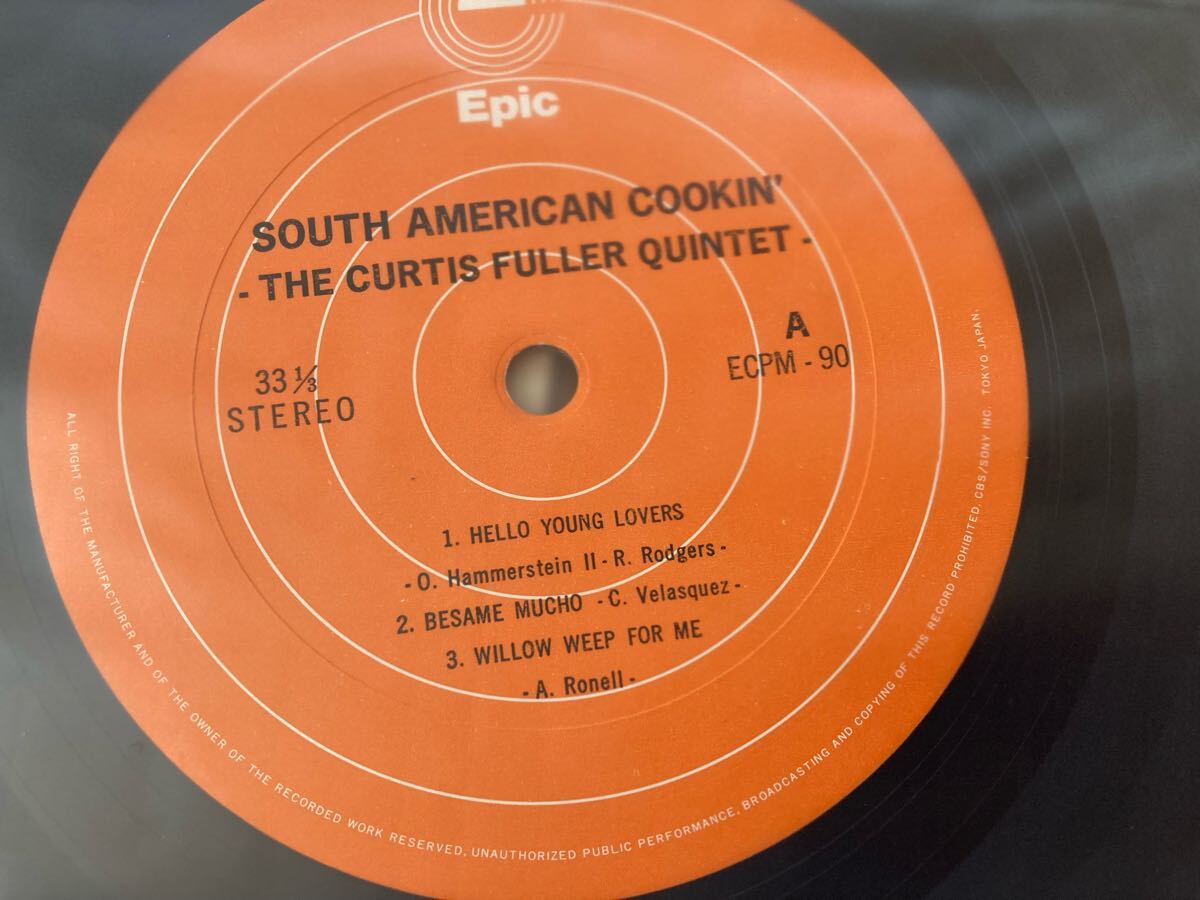 Epic
SOUTH AMERICAN COOKIN'
- THE CURTIS FULLER QUINTET -
33 ⅓
STEREO
A
ECPM - 90
1. HELLO YOUNG LOVERS
- O. Hammerstein II - R. Rodgers -
2. BESAME MUCHO - C. Velasquez -
3. WILLOW WEEP FOR ME
- A. Ronell -
ALL RIGHT OF THE MANUFACTURER AND OF THE OWNER OF THE RECORDED WORK RESERVED. UNAUTHORIZED PUBLIC PERFORMANCE, BROADCASTING AND COPYING OF THIS RECORD PROHIBITED. CBS/SONY INC. TOKYO JAPAN.